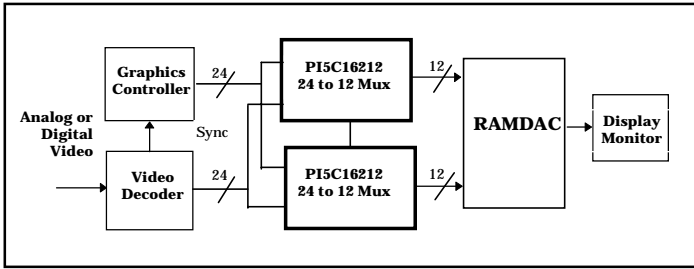 Graphics
Controller
24
PI5C16212
24 to 12 Mux
12
RAMDAC
Display
Monitor
Analog or
Digital
Video
Sync
Video
Decoder
24
PI5C16212
24 to 12 Mux
12